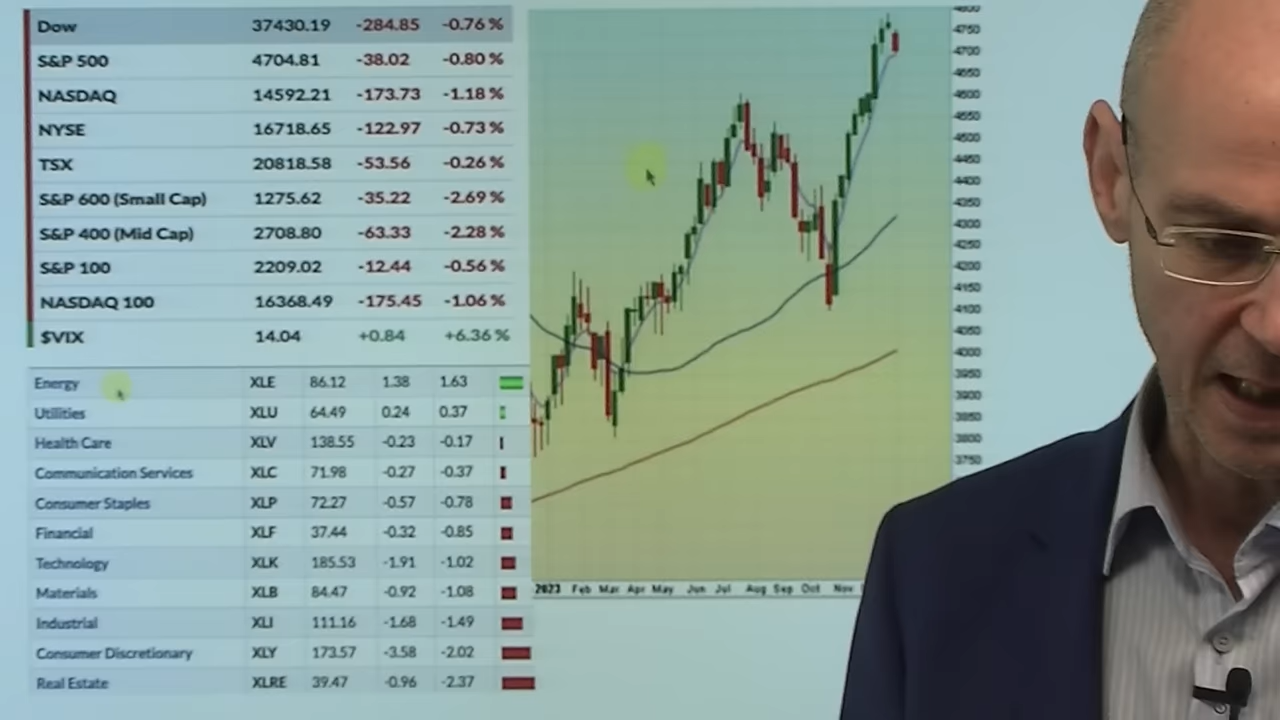 Dow 37430.19 -284.85 -0.76 %
S&P 500 4704.81 -38.02 -0.80 %
NASDAQ 14592.21 -173.73 -1.18 %
NYSE 16718.65 -122.97 -0.73 %
TSX 20818.58 -53.56 -0.26 %
S&P 600 (Small Cap) 1275.62 -35.22 -2.69 %
S&P 400 (Mid Cap) 2708.80 -63.33 -2.28 %
S&P 100 2209.02 -12.44 -0.56 %
NASDAQ 100 16368.49 -175.45 -1.06 %
$VIX 14.04 +0.84 +6.36 %
Energy XLE 86.12 1.38 1.63
Utilities XLU 64.49 0.24 0.37
Health Care XLV 138.55 -0.23 -0.17
Communication Services XLC 71.98 -0.27 -0.37
Consumer Staples XLP 72.27 -0.57 -0.78
Financial XLF 37.44 -0.32 -0.85
Technology XLK 185.53 -1.91 -1.02
Materials XLB 84.47 -0.92 -1.08
Industrial XLI 111.16 -1.68 -1.49
Consumer Discretionary XLY 173.57 -3.58 -2.02
Real Estate XLRE 39.47 -0.96 -2.37
4800
4750
4700
4650
4600
4550
4500
4450
4400
4350
4300
4250
4200
4150
4100
4050
4000
3950
3900
3850
3800
3750
2023 Feb Mar Apr May Jun Jul Aug Sep Oct Nov